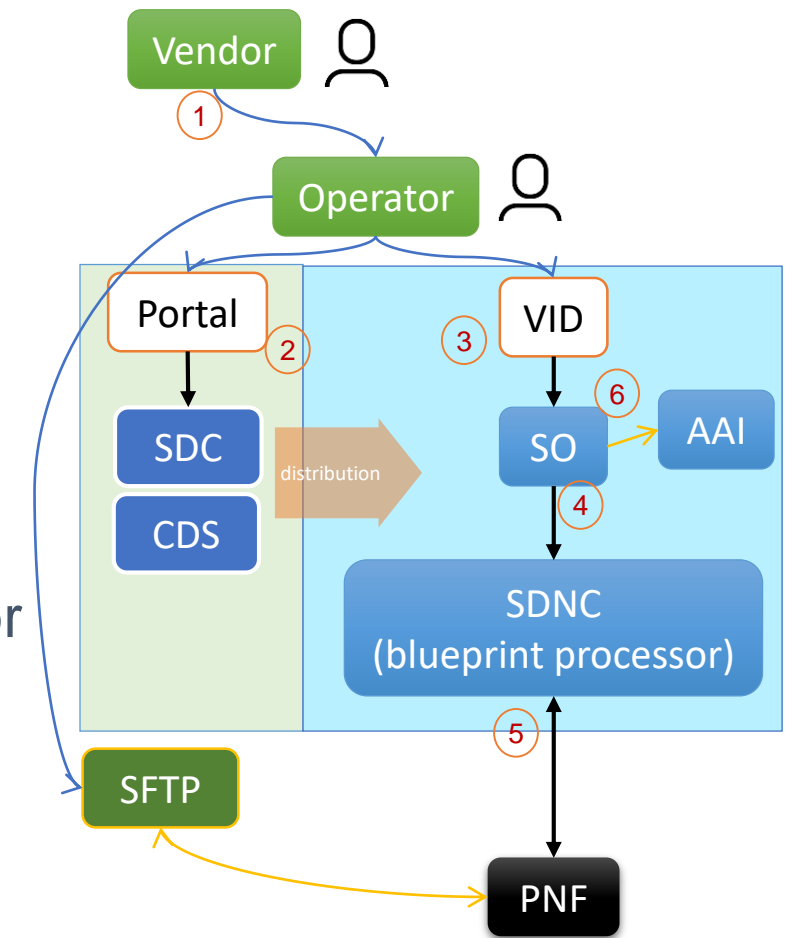 Vendor
1
Operator
Portal
2
VID
3
6
SDC
distribution
SO
AAI
CDS
4
SDNC
(blueprint processor)
r
5
SFTP
PNF